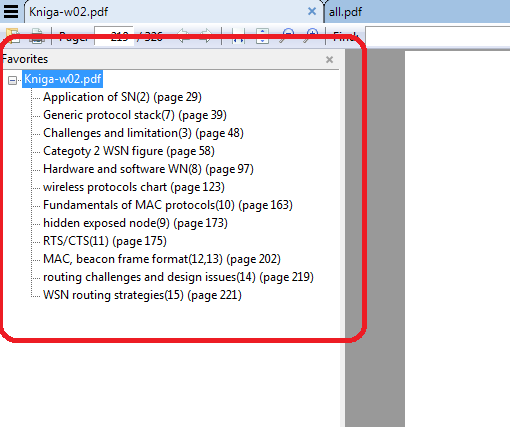 Kniga-w02.pdf
all.pdf
Page:
219 / 326
Find:
Favorites
Kniga-w02.pdf
Application of SN(2) (page 29)
Generic protocol stack(7) (page 39)
Challenges and limitation(3) (page 48)
Categoty 2 WSN figure (page 58)
Hardware and software WN(8) (page 97)
wireless protocols chart (page 123)
Fundamentals of MAC protocols(10) (page 163)
hidden exposed node(9) (page 173)
RTS/CTS(11) (page 175)
MAC, beacon frame format(12,13) (page 202)
routing challenges and design issues(14) (page 219)
WSN routing strategies(15) (page 221)